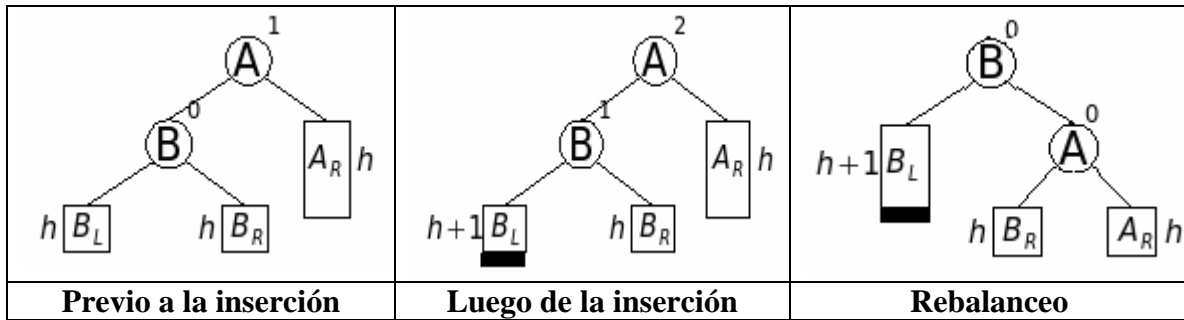 1
A
0
B
A_R h
h B_L
h B_R
Previo a la inserción
2
A
1
B
A_R h
h+1 B_L
h B_R
Luego de la inserción
0
B
0
A
h+1 B_L
h B_R
A_R h
Rebalanceo